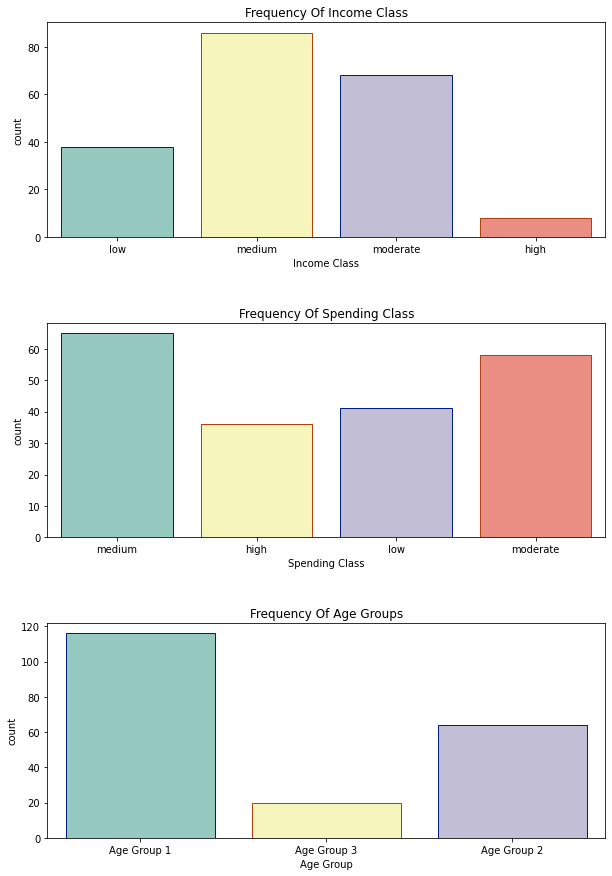 Frequency Of Income Class
80
60
40
20
0
count
low medium moderate high
Income Class
Frequency Of Spending Class
60
50
40
30
20
10
0
count
medium high low moderate
Spending Class
Frequency Of Age Groups
120
100
80
60
40
20
0
count
Age Group 1 Age Group 3 Age Group 2
Age Group